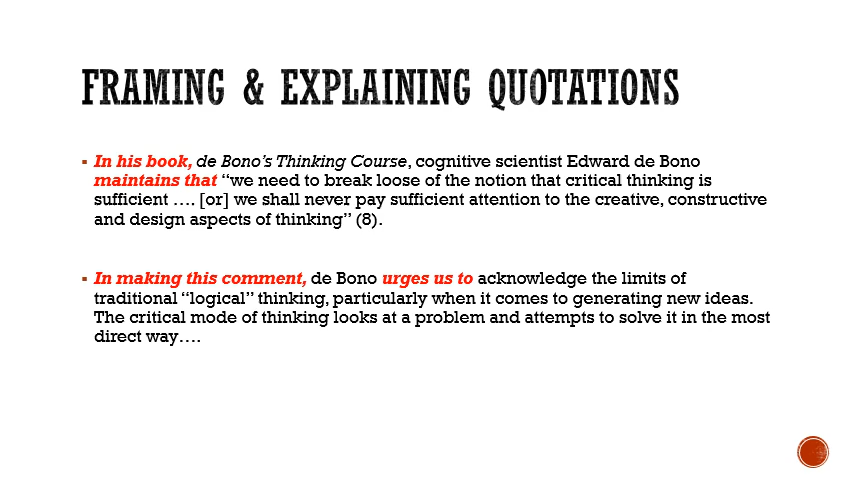 FRAMING & EXPLAINING QUOTATIONS
▪ In his book, de Bono’s Thinking Course, cognitive scientist Edward de Bono
maintains that “we need to break loose of the notion that critical thinking is
sufficient …. [or] we shall never pay sufficient attention to the creative, constructive
and design aspects of thinking” (8).
▪ In making this comment, de Bono urges us to acknowledge the limits of
traditional “logical” thinking, particularly when it comes to generating new ideas.
The critical mode of thinking looks at a problem and attempts to solve it in the most
direct way….